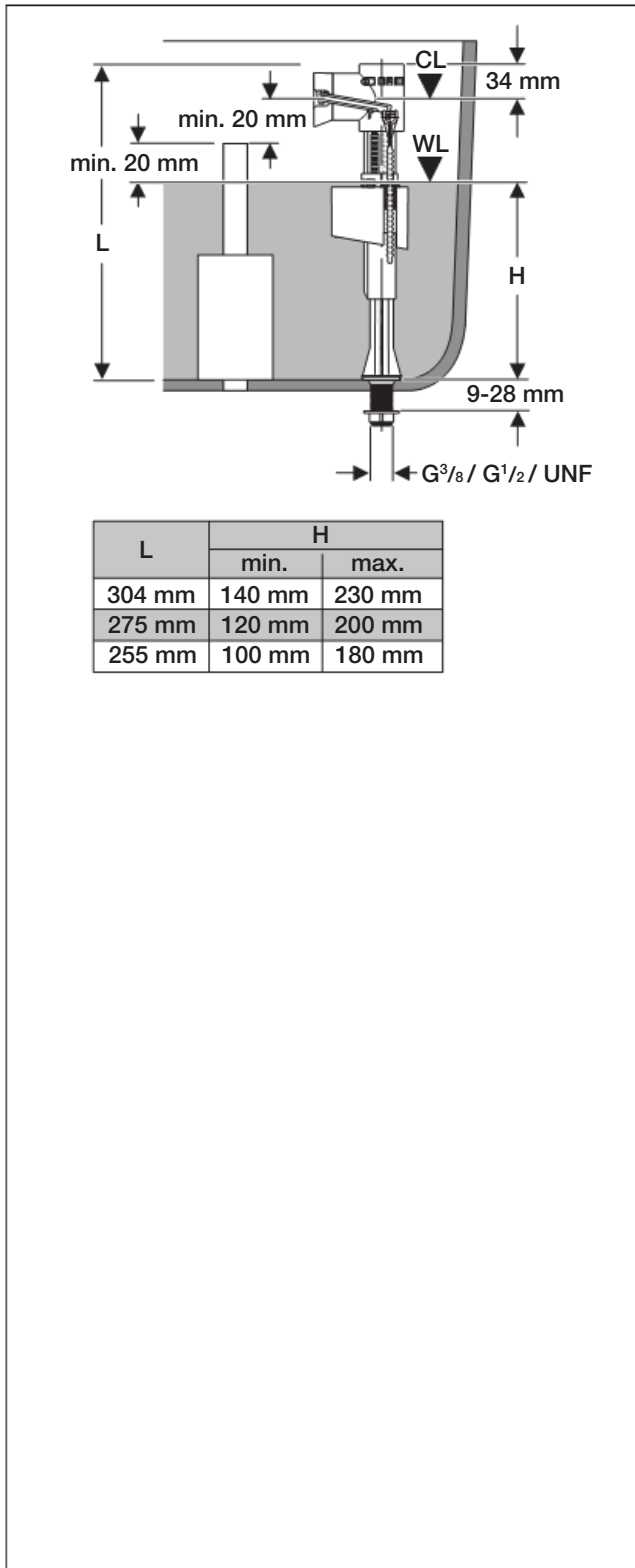 CL
34 mm
min. 20 mm
min. 20 mm
WL
L
H
9-28 mm
G3/8 / G1/2 / UNF
L H
min. max.
304 mm 140 mm 230 mm
275 mm 120 mm 200 mm
255 mm 100 mm 180 mm